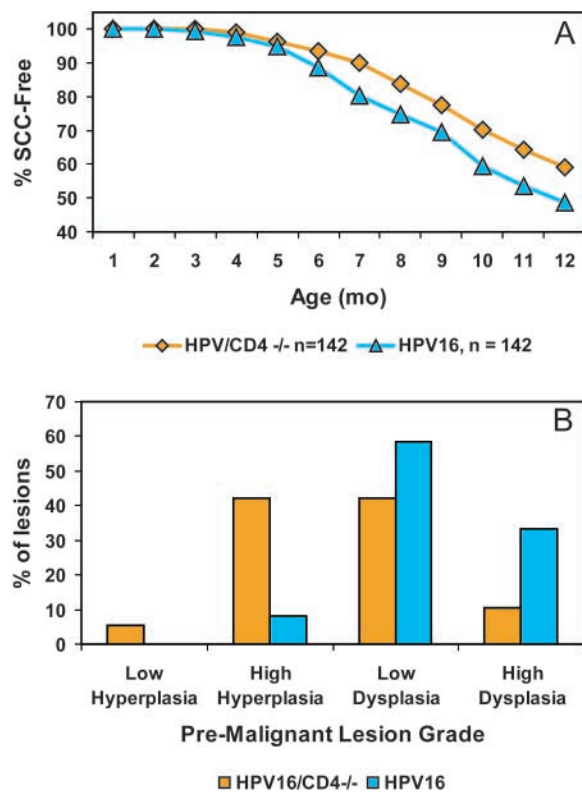 A
% SCC-Free
100
90
80
70
60
50
40
1 2 3 4 5 6 7 8 9 10 11 12
Age (mo)
HPV/CD4 -/- n=142 HPV16, n = 142
B
% of lesions
70
60
50
40
30
20
10
0
Low High Low High
Hyperplasia Hyperplasia Dysplasia Dysplasia
Pre-Malignant Lesion Grade
HPV16/CD4-/- HPV16